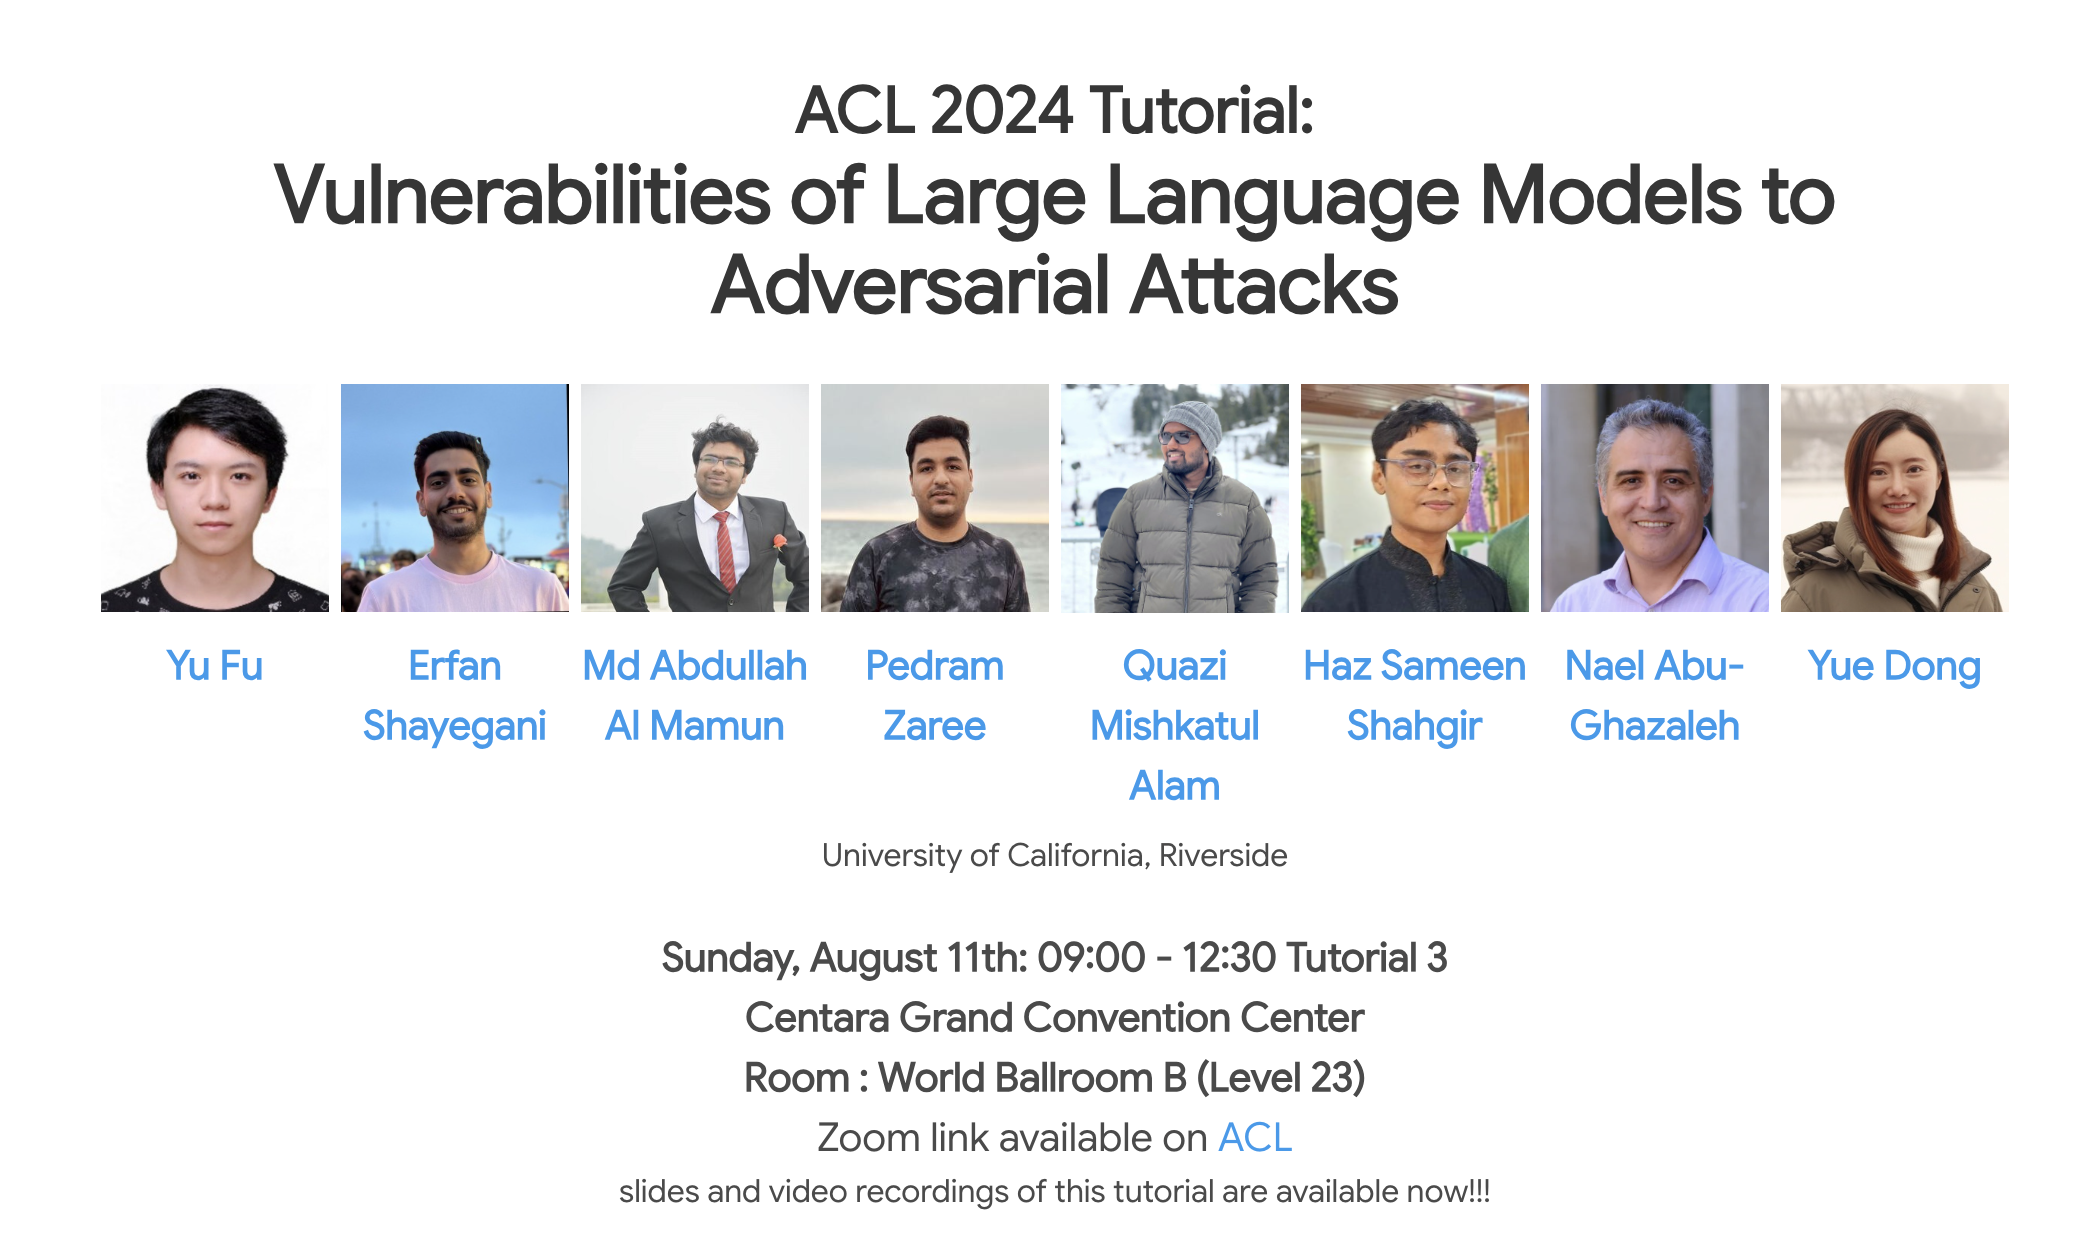 ACL 2024 Tutorial:
Vulnerabilities of Large Language Models to
Adversarial Attacks
Yu Fu
Erfan
Shayegani
Md Abdullah
Al Mamun
Pedram
Zaree
Quazi
Mishkatul
Alam
Haz Sameen
Shahgir
Nael Abu-
Ghazaleh
Yue Dong
University of California, Riverside
Sunday, August 11th: 09:00 - 12:30 Tutorial 3
Centara Grand Convention Center
Room : World Ballroom B (Level 23)
Zoom link available on ACL
slides and video recordings of this tutorial are available now!!!